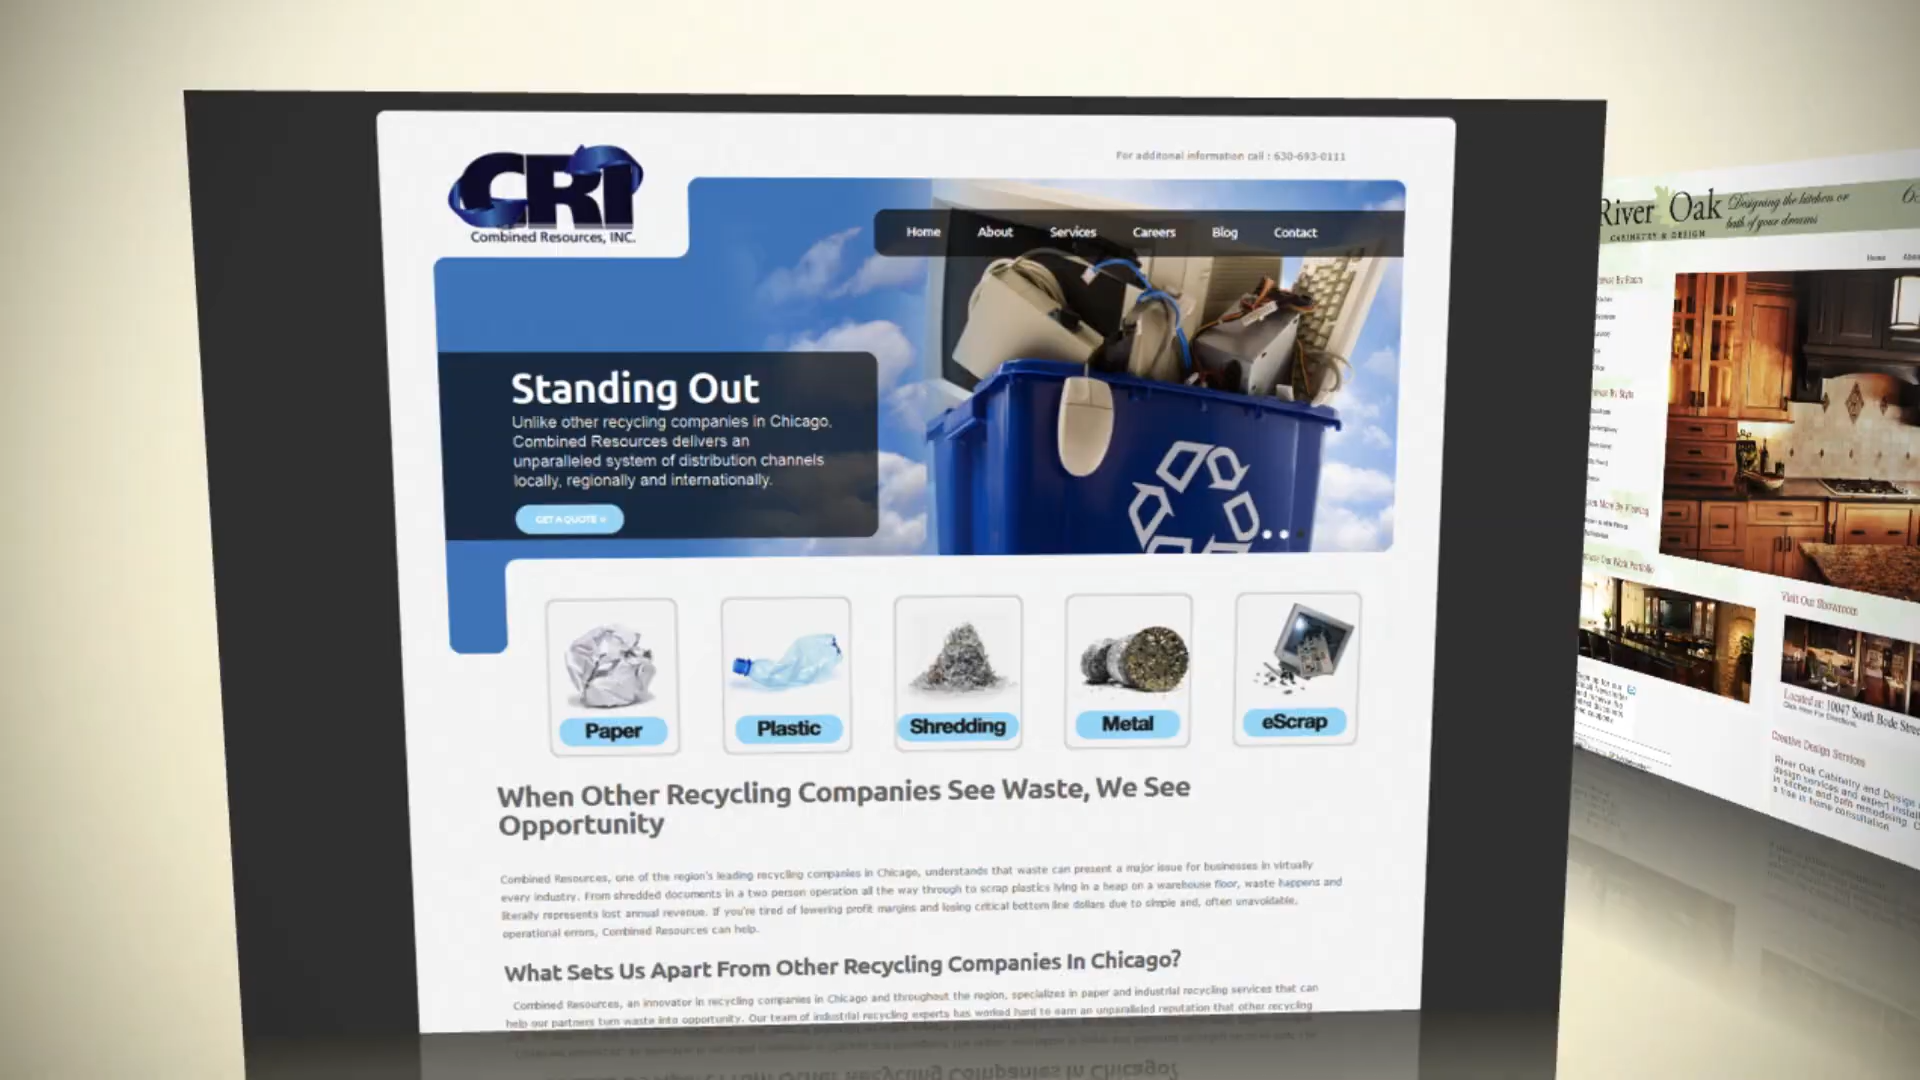 CRI
Combined Resources, INC.
For additonal information call : 630-693-0111
Home About Services Careers Blog Contact
Standing Out
Unlike other recycling companies in Chicago,
Combined Resources delivers an
unparalleled system of distribution channels
locally, regionally and internationally.
GET A QUOTE »
Paper Plastic Shredding Metal eScrap
When Other Recycling Companies See Waste, We See
Opportunity
Combined Resources, one of the region's leading recycling companies in Chicago, understands that waste can present a major issue for businesses in virtually
every industry. From shredded documents in a two person operation all the way through to scrap plastics lying in a heap on a warehouse floor, waste happens and
literally represents lost annual revenue. If you're tired of lowering profit margins and losing critical bottom line dollars due to simple and, often unavoidable,
operational errors, Combined Resources can help.
What Sets Us Apart From Other Recycling Companies In Chicago?
Combined Resources, an innovator in recycling companies in Chicago and throughout the region, specializes in paper and industrial recycling services that can
help our partners turn waste into opportunity. Our team of industrial recycling experts has worked hard to earn an unparalleled reputation that other recycling
River Oak
CABINETRY & DESIGN
Designing the kitchen or
bath of your dreams
Home
By Room
By Style
Visit Our Showroom
Located at: 10047 South Bode
Click Here For Directions.
Creative Design Services
River Oak Cabinetry and Design
design services and expert
in kitchen and bath remodeling.
a free in home consultation.